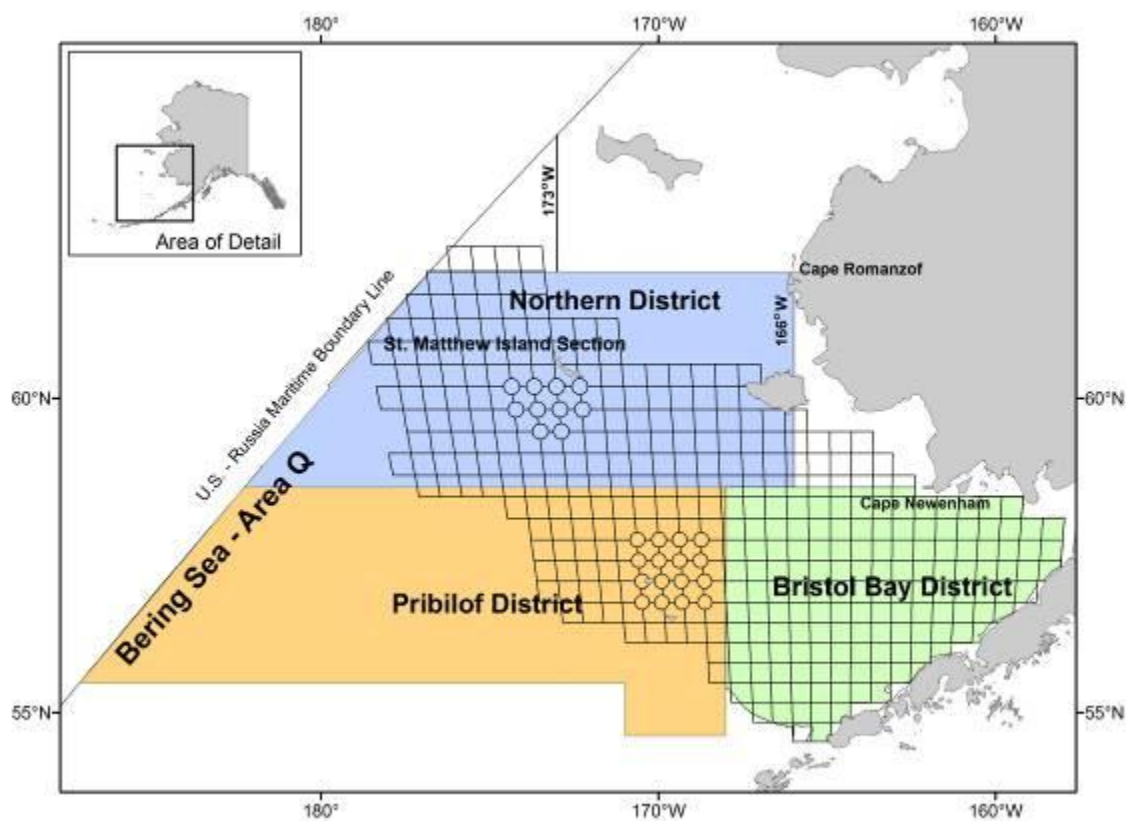 180°
170°W
160°W
Area of Detail
173°W
Cape Romanzof
Northern District
166°W
St. Matthew Island Section
60°N
60°N
U.S. - Russia Maritime Boundary Line
Bering Sea - Area Q
Cape Newenham
Bristol Bay District
Pribilof District
55°N
55°N
180°
170°W
160°W